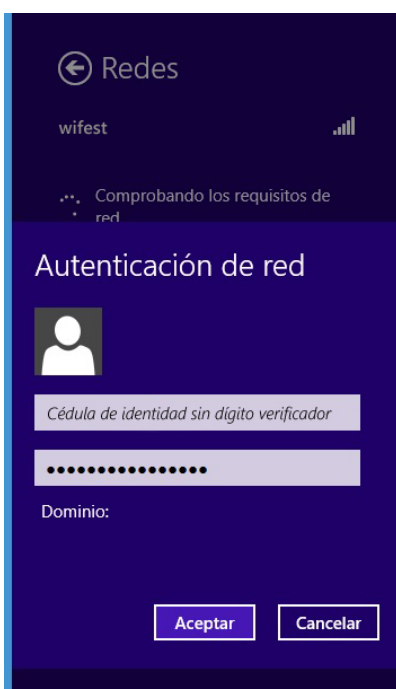 Redes
wifest
Comprobando los requisitos de
red
Autenticación de red
Cédula de identidad sin dígito verificador
••••••••••••••••
Dominio:
Aceptar Cancelar